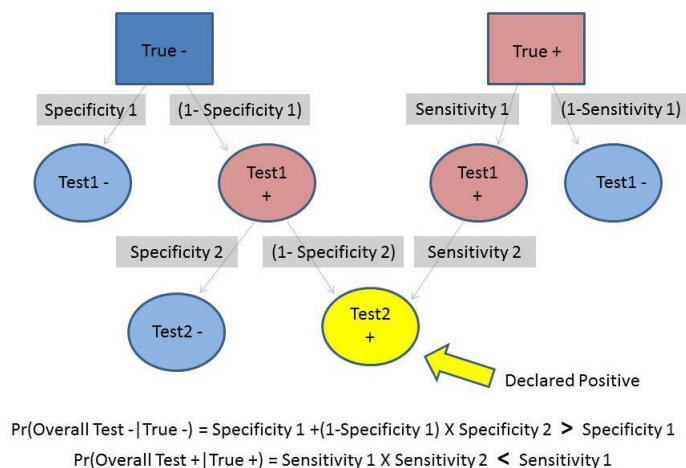 True -
True +
Specificity 1
(1- Specificity 1)
Sensitivity 1
(1-Sensitivity 1)
Test1 -
Test1
+
Test1
+
Test1 -
Specificity 2
(1- Specificity 2)
Sensitivity 2
Test2 -
Test2
+
Declared Positive
Pr(Overall Test -|True -) = Specificity 1 +(1-Specificity 1) X Specificity 2 > Specificity 1
Pr(Overall Test +|True +) = Sensitivity 1 X Sensitivity 2 < Sensitivity 1